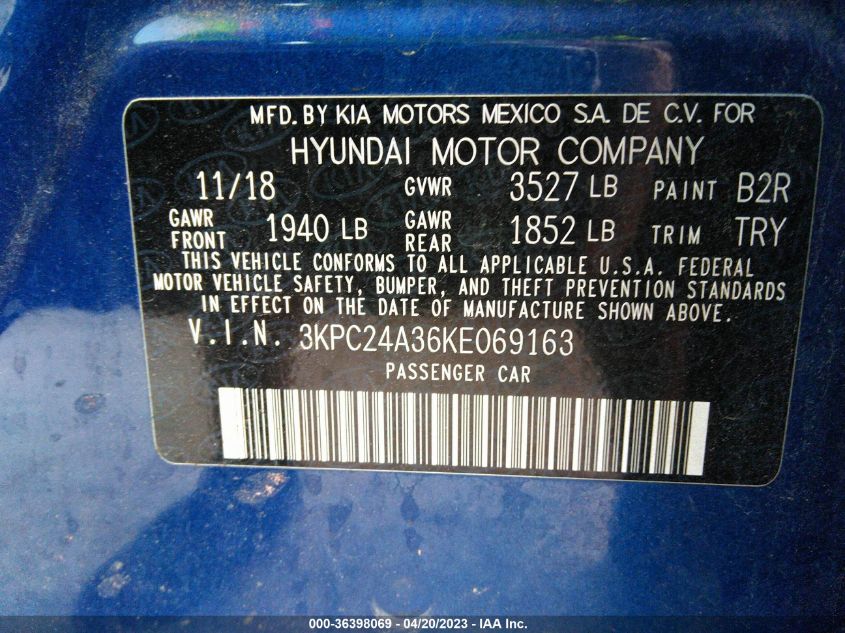 MFD. BY KIA MOTORS MEXICO S.A. DE C.V. FOR
HYUNDAI MOTOR COMPANY
11/18 GVWR 3527 LB PAINT B2R
GAWR FRONT 1940 LB GAWR REAR 1852 LB TRIM TRY
THIS VEHICLE CONFORMS TO ALL APPLICABLE U.S.A. FEDERAL
MOTOR VEHICLE SAFETY, BUMPER, AND THEFT PREVENTION STANDARDS
IN EFFECT ON THE DATE OF MANUFACTURE SHOWN ABOVE.
V.I.N. 3KPC24A36KE069163
PASSENGER CAR
000-36398069 - 04/20/2023 - IAA Inc.